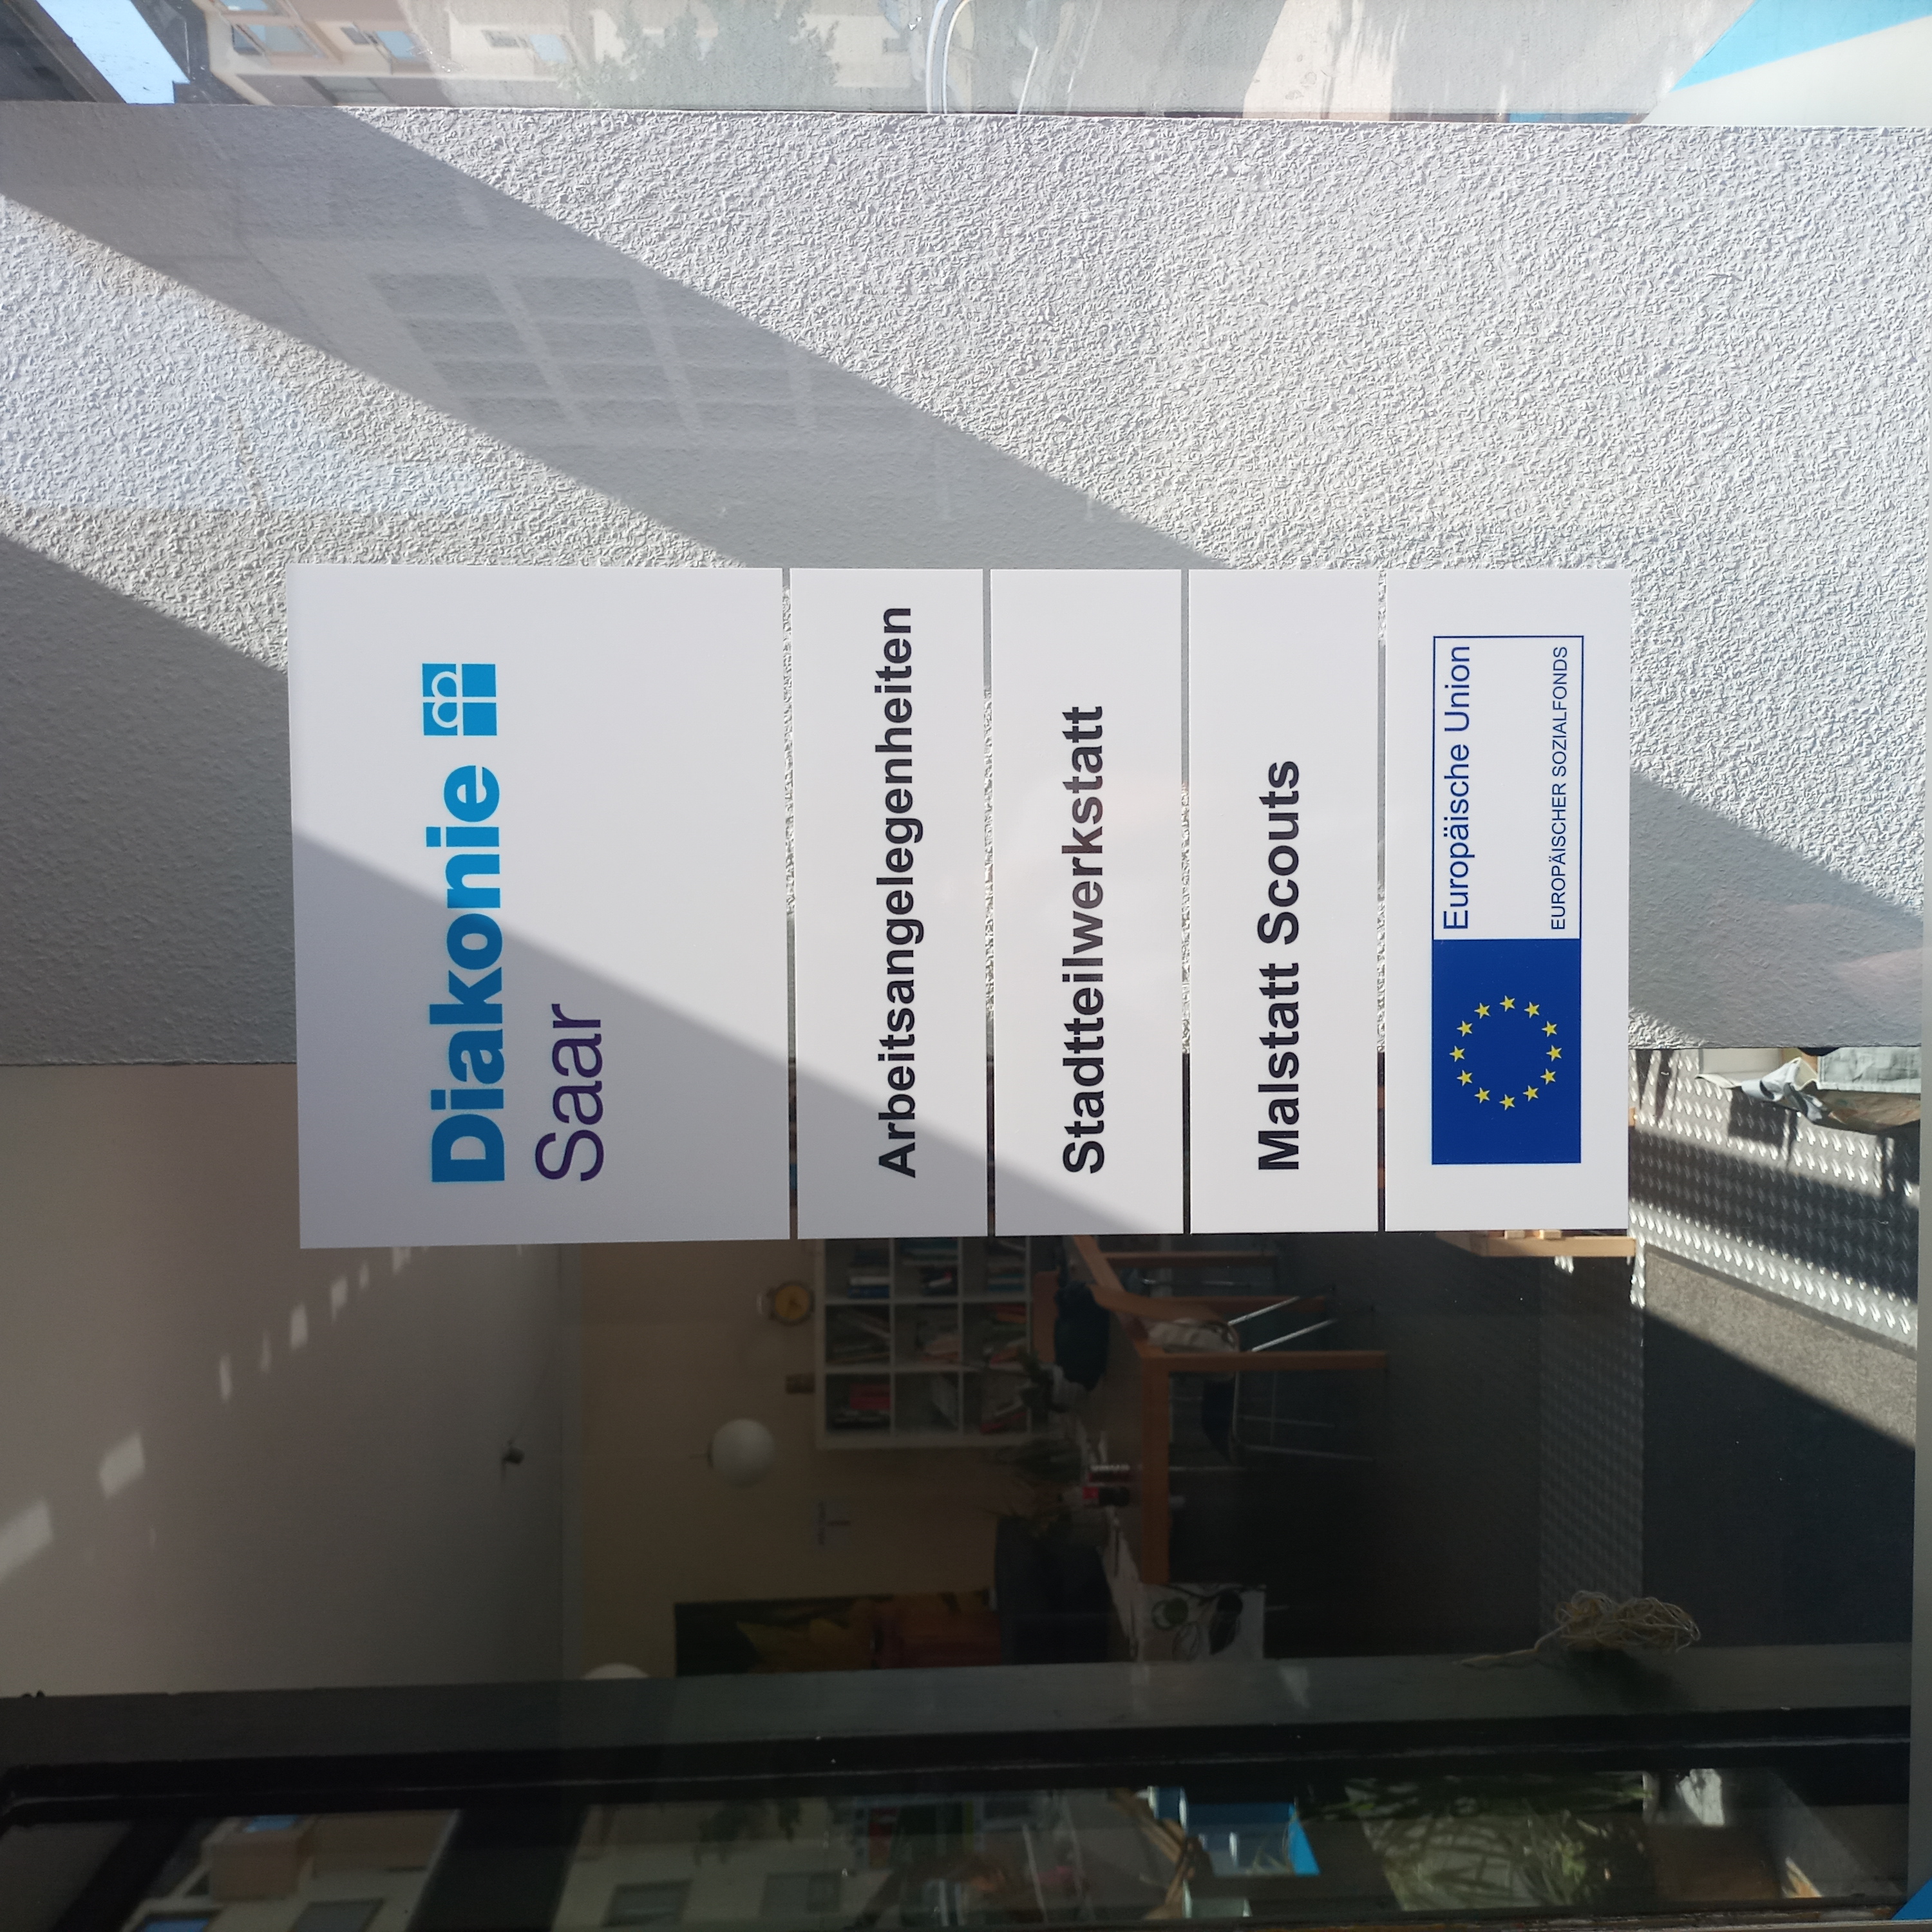 Diakonie
Saar
Arbeitsangelegenheiten
Stadtteilwerkstatt
Malstatt Scouts
Europäische Union
EUROPÄISCHER SOZIALFONDS